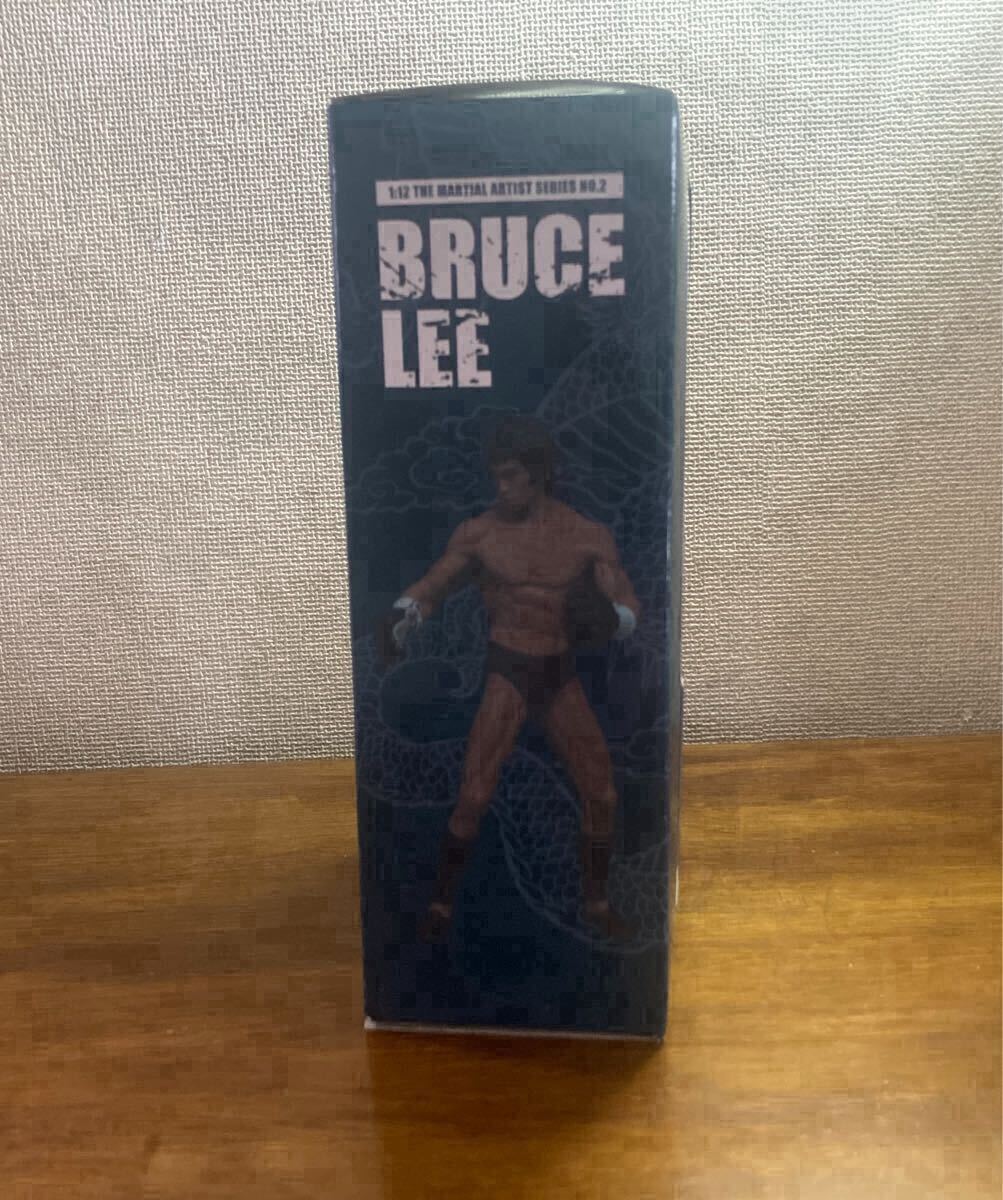 1:12 THE MARTIAL ARTIST SERIES NO.2
BRUCE
LEE